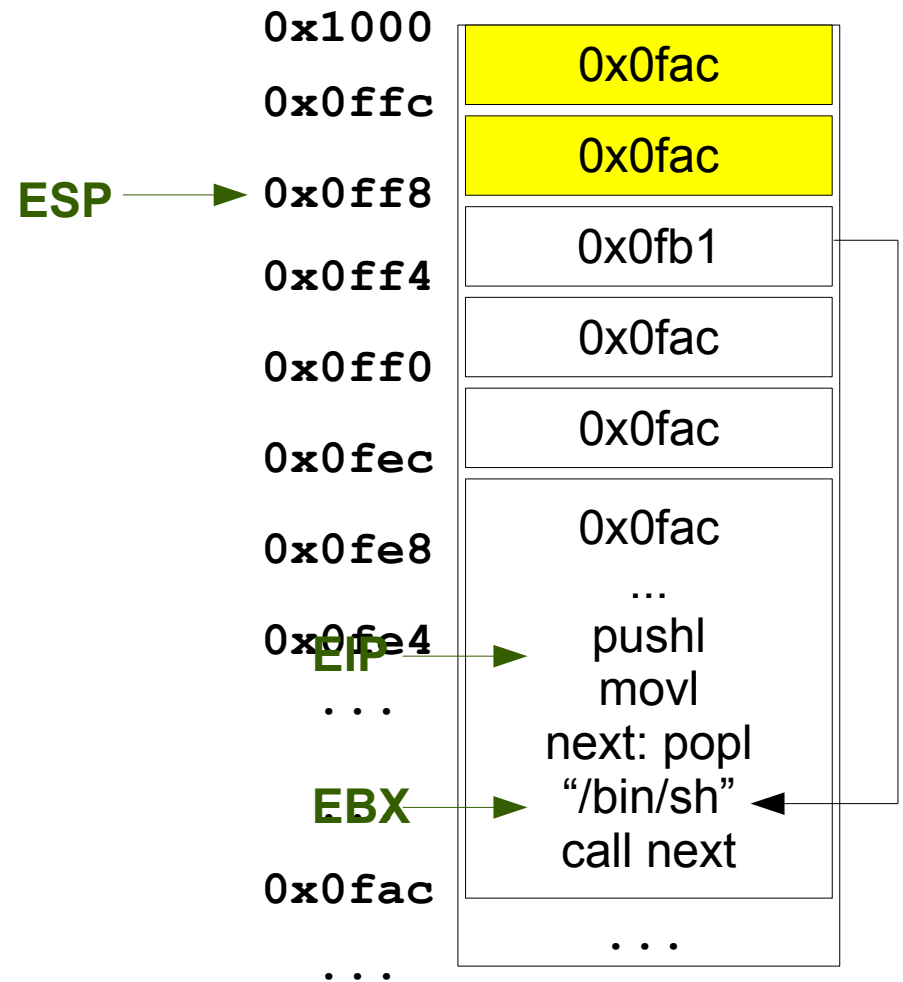 0x1000
0x0fac
0x0ffc
0x0fac
ESP 0x0ff8
0x0fb1
0x0ff4
0x0fac
0x0ff0
0x0fac
0x0fec
0x0fac
0x0fe8
...
0x0fe4 EIP pushl
movl
...
next: popl
EBX .. “/bin/sh”
call next
0x0fac
...
...